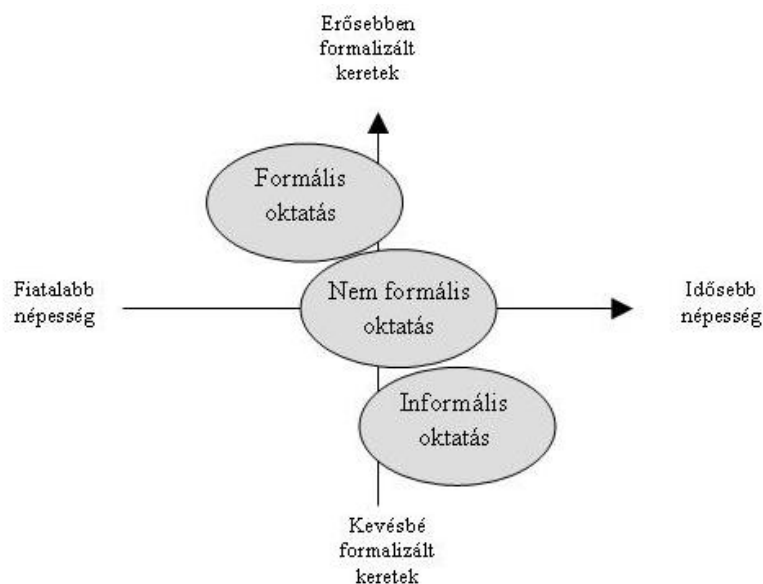 Erősebben
formalizált
keretek
Formális
oktatás
Fiatalabb
népesség
Nem formális
oktatás
Idősebb
népesség
Informális
oktatás
Kevésbé
formalizált
keretek